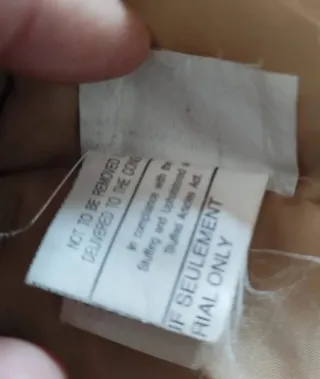 NOT TO BE REMOVED
DELIVERED TO THE CONS
In compliance with the
Stuffing and Upholstered
Stuffed Articles Act.
IF SEULEMENT
RIAL ONLY